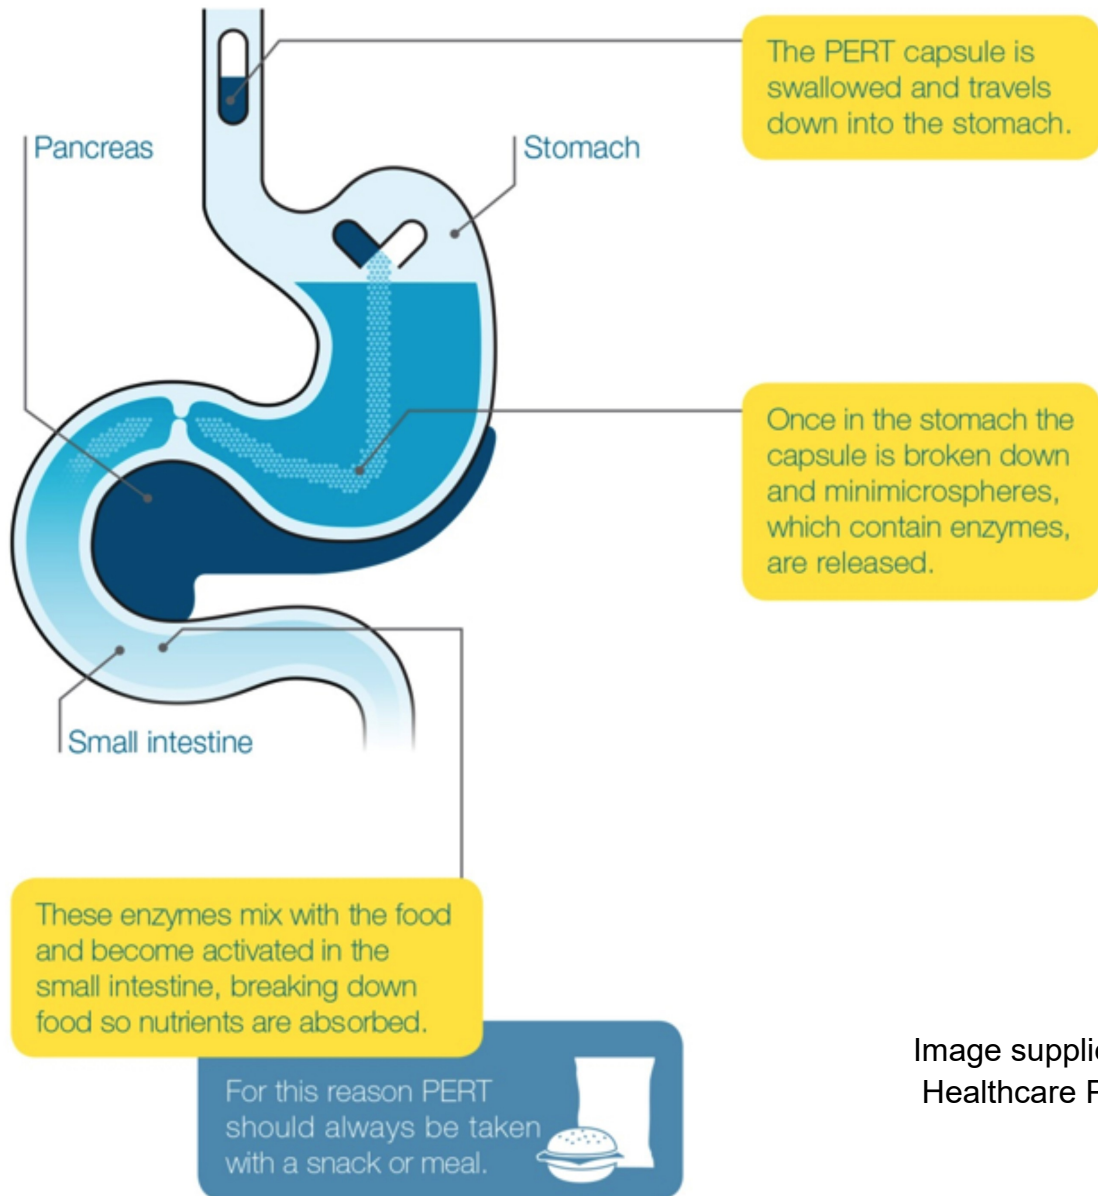 The PERT capsule is
swallowed and travels
down into the stomach.
Pancreas
Stomach
Once in the stomach the
capsule is broken down
and minimicrospheres,
which contain enzymes,
are released.
Small intestine
These enzymes mix with the food
and become activated in the
small intestine, breaking down
food so nutrients are absorbed.
For this reason PERT
should always be taken
with a snack or meal.
Image supplie
Healthcare P